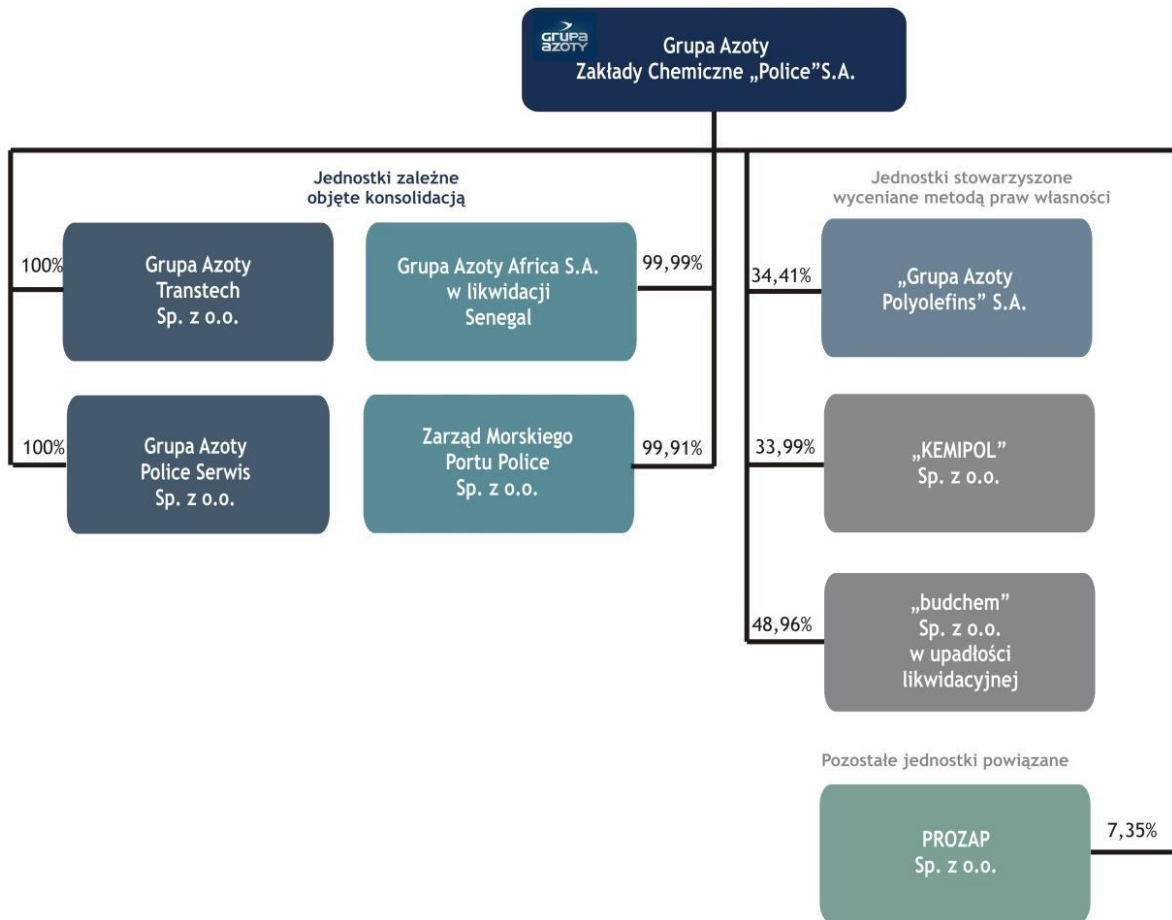 GRUPA
AZOTY
Grupa Azoty
Zakłady Chemiczne „Police”S.A.
Jednostki zależne
objęte konsolidacją
100%
Grupa Azoty
Transtech
Sp. z o.o.
Grupa Azoty Africa S.A.
w likwidacji
Senegal
99,99%
100%
Grupa Azoty
Police Serwis
Sp. z o.o.
Zarząd Morskiego
Portu Police
Sp. z o.o.
99,91%
Jednostki stowarzyszone
wyceniane metodą praw własności
34,41%
„Grupa Azoty
Polyolefins” S.A.
33,99%
„KEMIPOL”
Sp. z o.o.
48,96%
„budchem”
Sp. z o.o.
w upadłości
likwidacyjnej
Pozostałe jednostki powiązane
PROZAP
Sp. z o.o.
7,35%